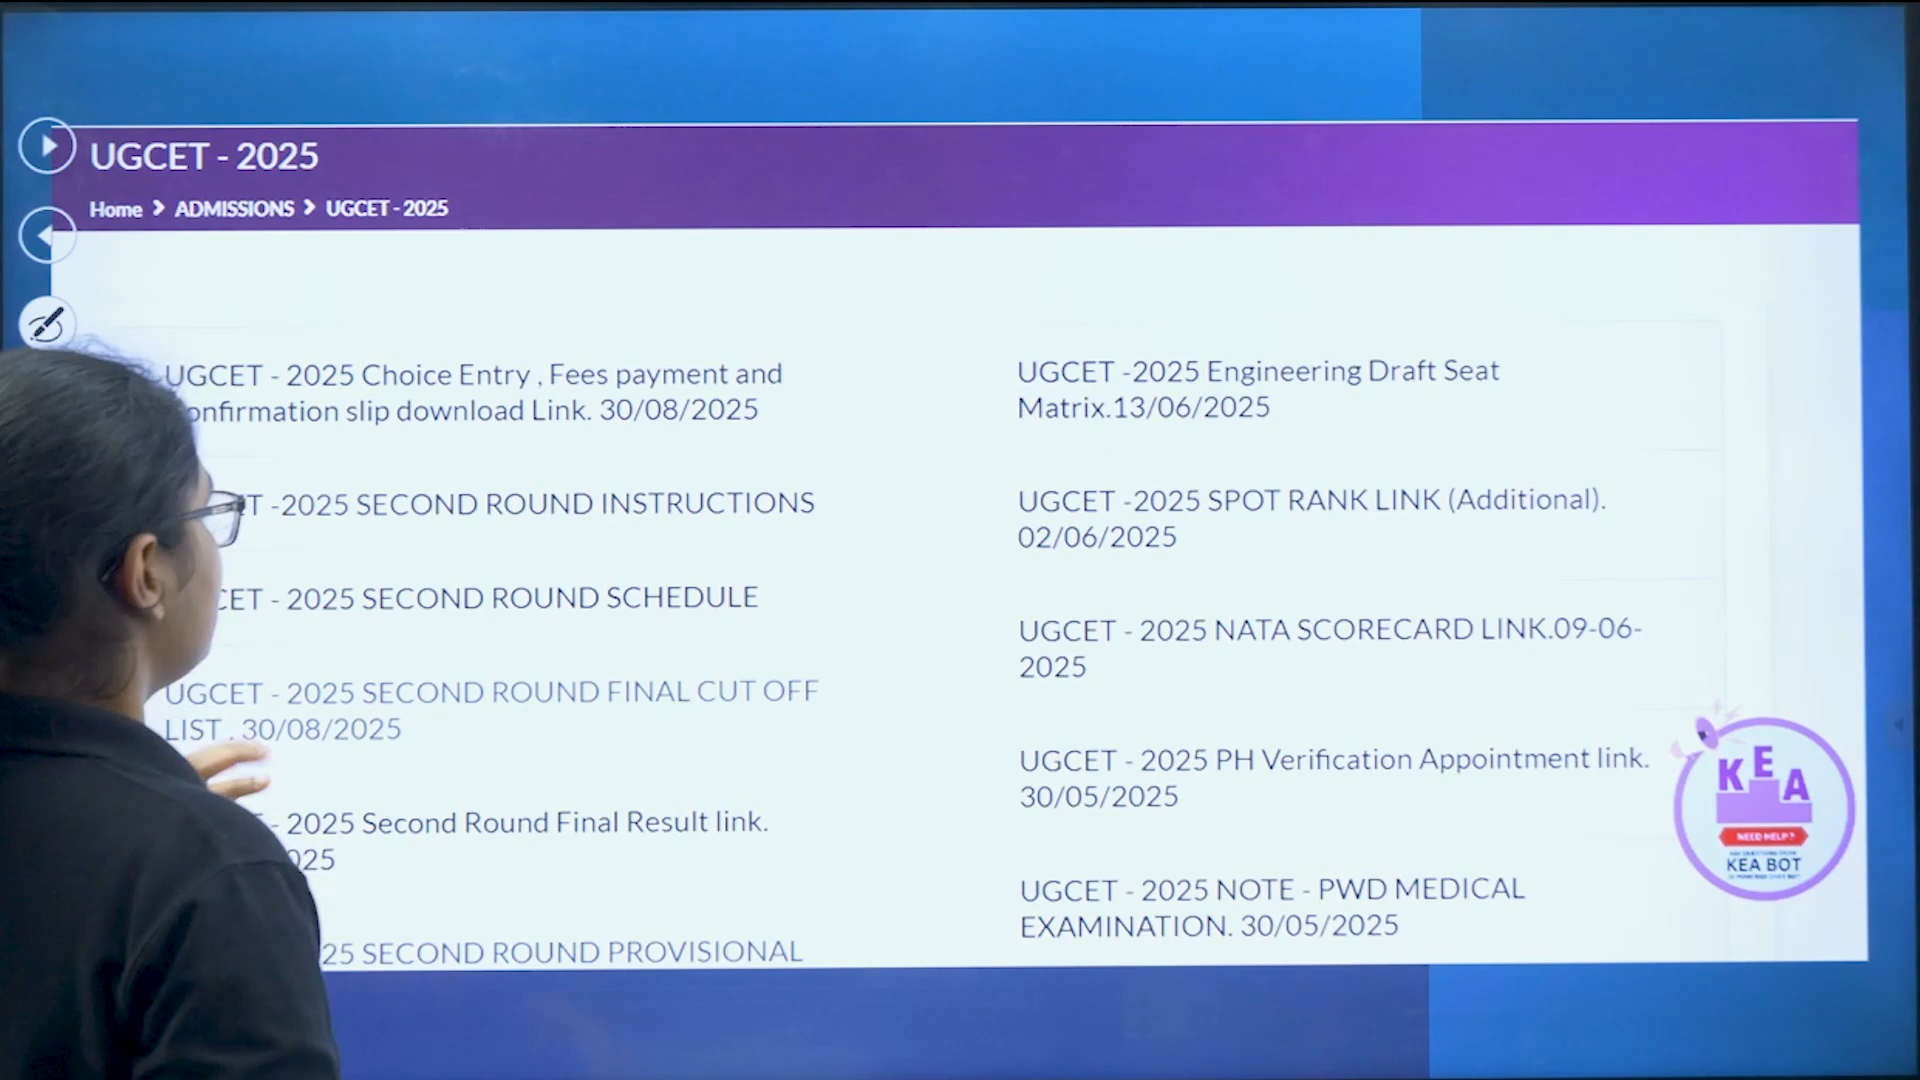 UGCET - 2025
Home > ADMISSIONS > UGCET - 2025
UGCET - 2025 Choice Entry , Fees payment and
onfirmation slip download Link. 30/08/2025
T -2025 SECOND ROUND INSTRUCTIONS
CET - 2025 SECOND ROUND SCHEDULE
UGCET - 2025 SECOND ROUND FINAL CUT OFF
LIST . 30/08/2025
- 2025 Second Round Final Result link.
025
25 SECOND ROUND PROVISIONAL
UGCET -2025 Engineering Draft Seat
Matrix.13/06/2025
UGCET -2025 SPOT RANK LINK (Additional).
02/06/2025
UGCET - 2025 NATA SCORECARD LINK.09-06-
2025
UGCET - 2025 PH Verification Appointment link.
30/05/2025
UGCET - 2025 NOTE - PWD MEDICAL
EXAMINATION. 30/05/2025
KEA
NEED HELP?
KEA BOT